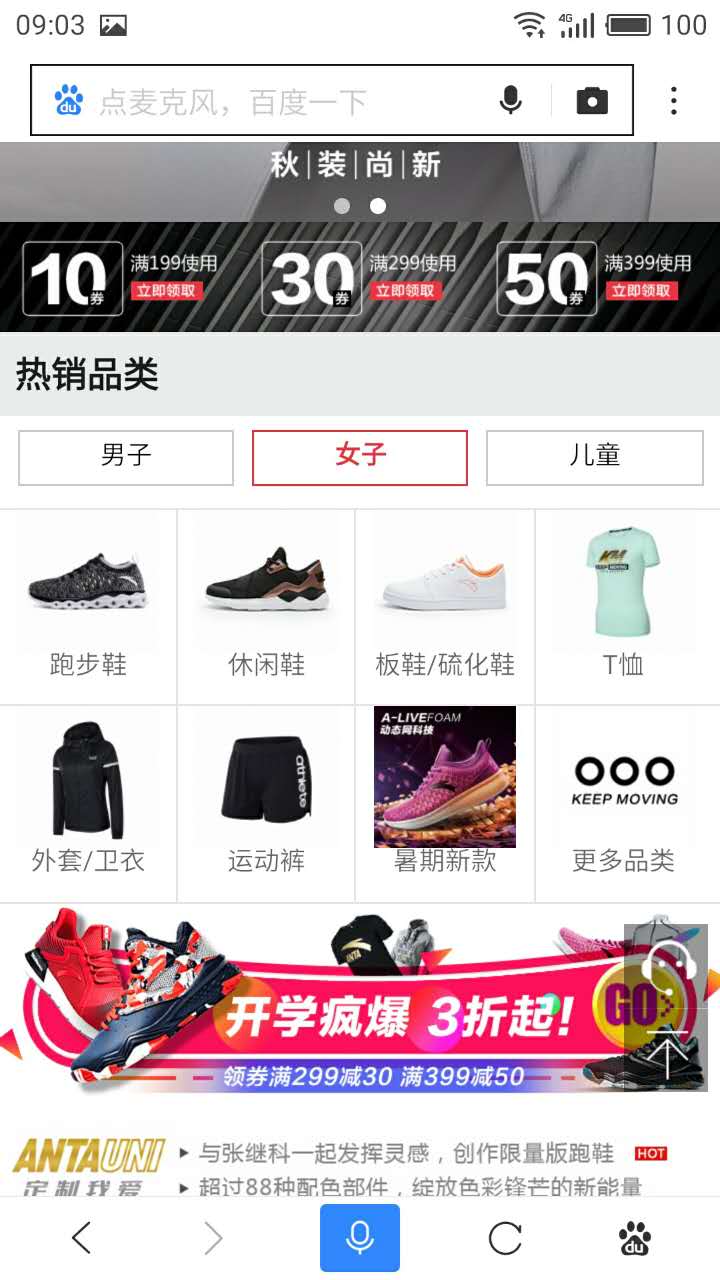 09:03
4G
100
du
点麦克风，百度一下
秋|装|尚|新
10券 满199使用 立即领取
30券 满299使用 立即领取
50券 满399使用 立即领取
热销品类
男子
女子
儿童
跑步鞋
休闲鞋
板鞋/硫化鞋
KM
KEEP MOVING
T恤
外套/卫衣
athlete
运动裤
A-LIVEFOAM
动态网科技
暑期新款
KEEP MOVING
更多品类
ANTA
开学疯爆 3折起!
GO
领券满299减30 满399减50
ANTAUNI
定制我爱
与张继科一起发挥灵感，创作限量版跑鞋 HOT
超过88种配色部件，绽放色彩锋芒的新能量
du